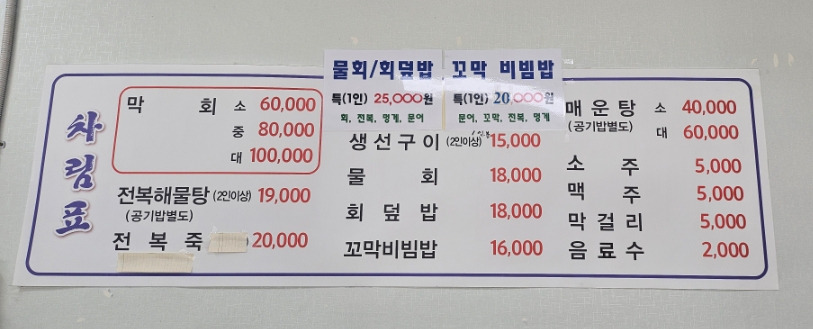 차림표
막 회 소 60,000
중 80,000
대 100,000
전복해물탕 (2인이상) 19,000
(공기밥별도)
전 복 죽 20,000
물회/회덮밥
특(1인) 25,000원
회, 전복, 멍게, 문어
꼬막 비빔밥
특(1인) 20,000원
문어, 꼬막, 전복, 멍게
생선구이 (2인이상) 15,000
물 회 18,000
회 덮 밥 18,000
꼬막비빔밥 16,000
매 운 탕 소 40,000
(공기밥별도) 대 60,000
소 주 5,000
맥 주 5,000
막 걸 리 5,000
음 료 수 2,000